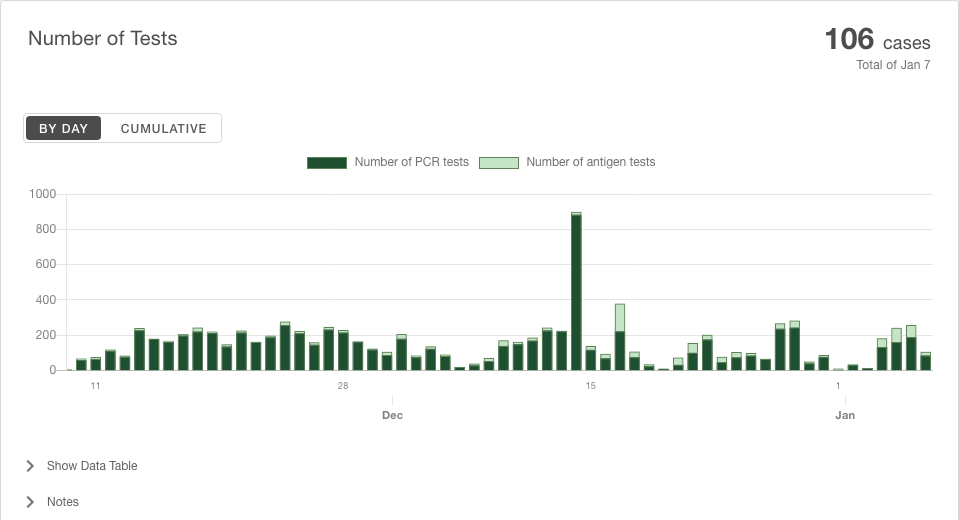 Number of Tests
106 cases
Total of Jan 7
BY DAY CUMULATIVE
Number of PCR tests Number of antigen tests
1000
800
600
400
200
0
11 28 15 1
Dec Jan
Show Data Table
Notes